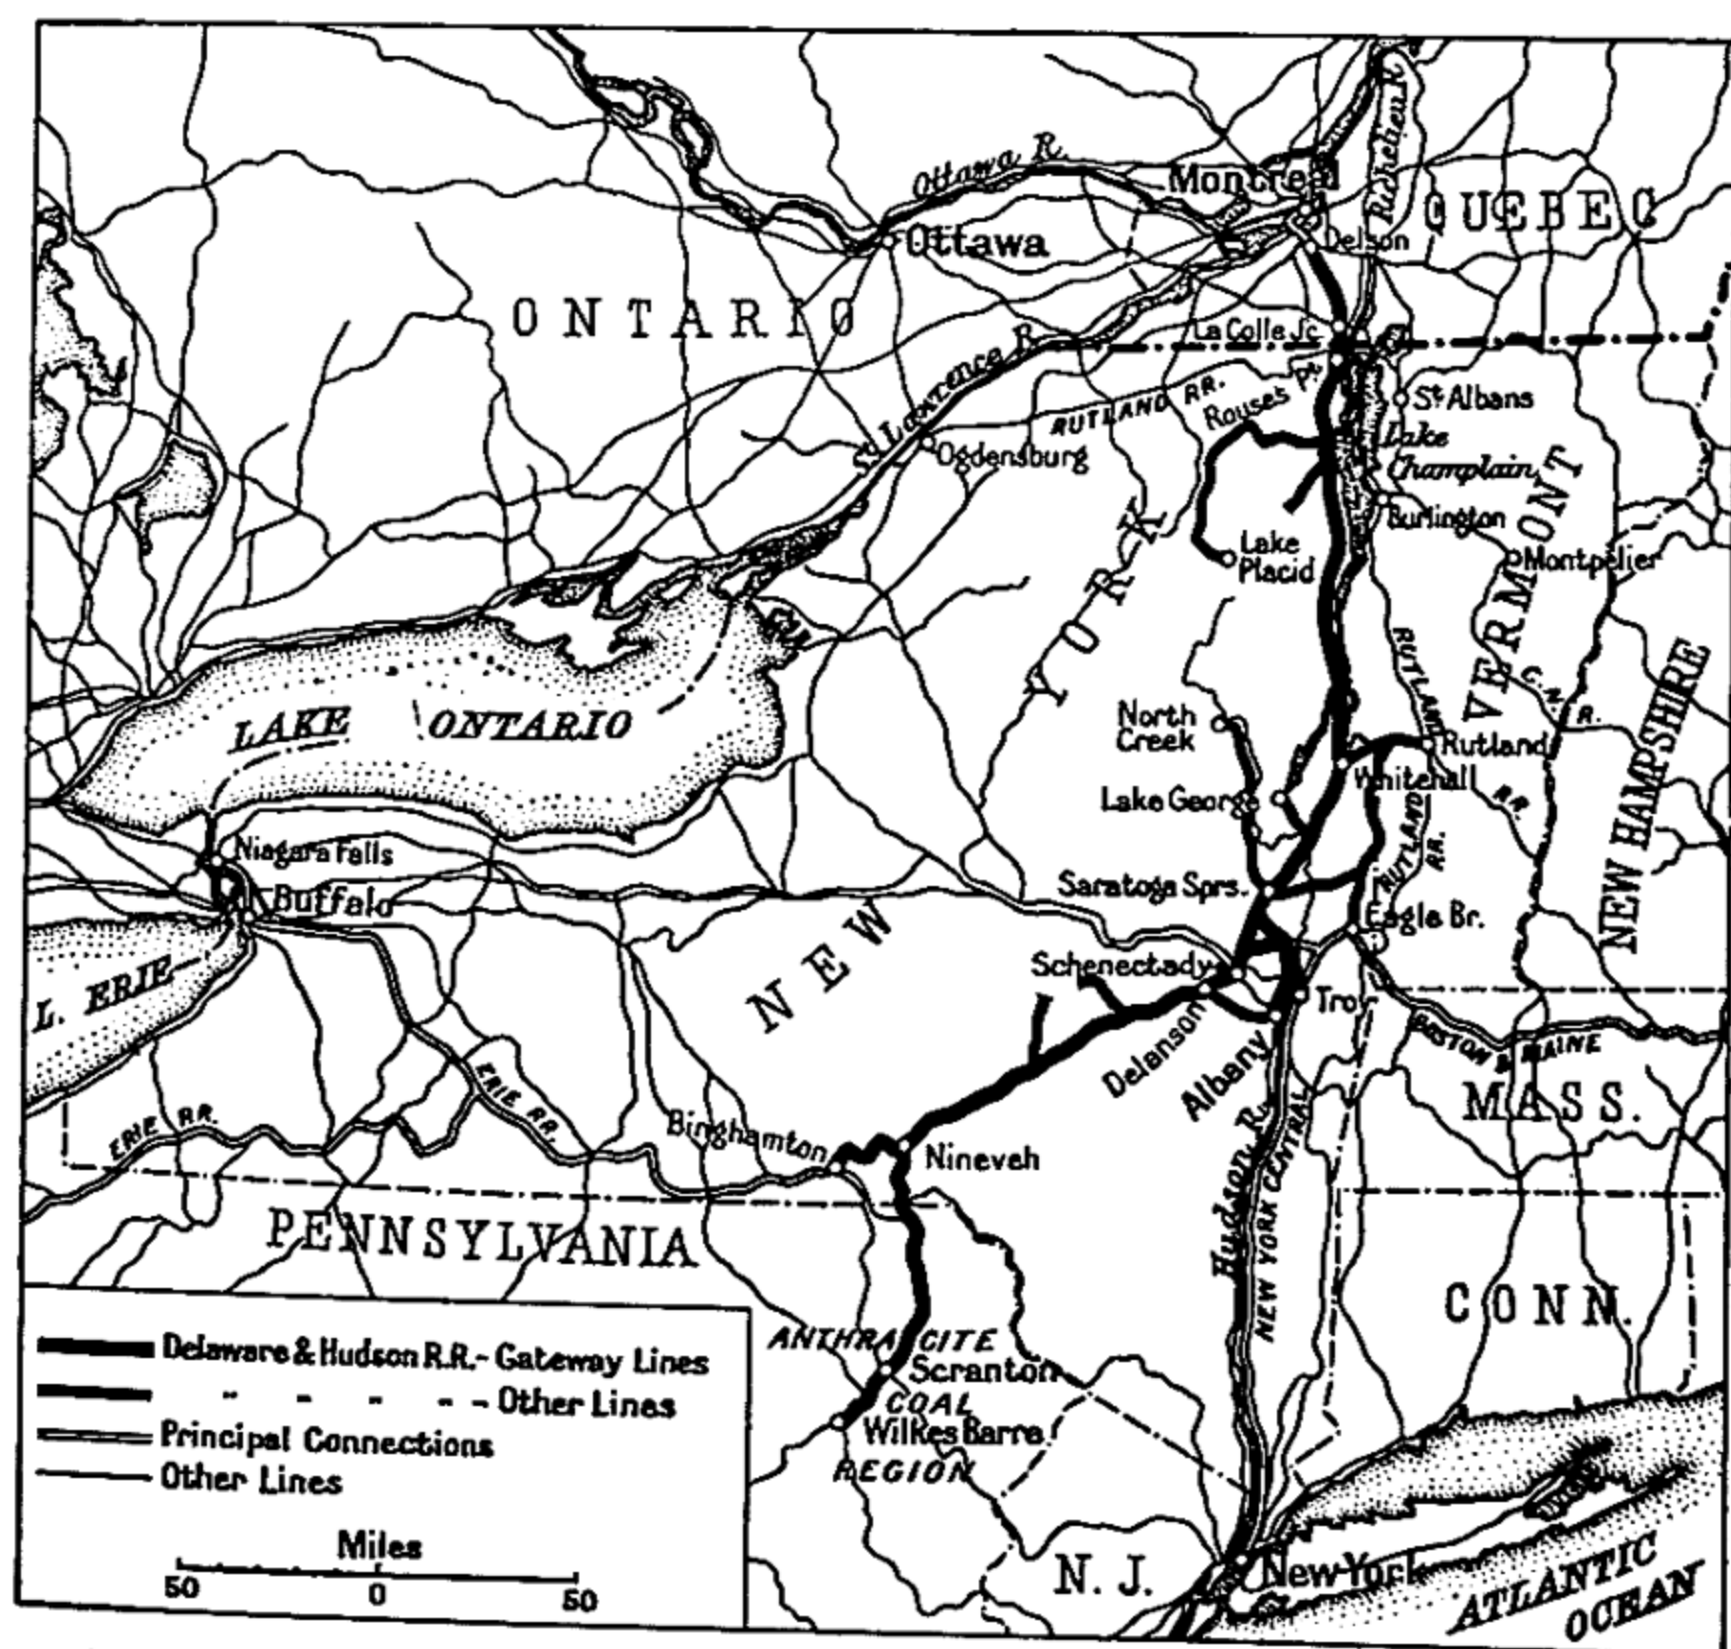 Ottawa R.
Montreal
Richelieu R.
QUEBEC
Ottawa
Delson
ONTARIO
La Colle Jc.
St. Lawrence R.
Rouses Pt.
RUTLAND RR.
St. Albans
Ogdensburg
Lake
Champlain
Burlington
Lake
Placid
Montpelier
VERMONT
NEW YORK
LAKE ONTARIO
North
Creek
RUTLAND
RR.
C. N. R.
Rutland
Whitehall
NEW HAMPSHIRE
Lake George
RUTLAND
RR.
Niagara Falls
Buffalo
Saratoga Sprs.
Eagle Br.
L. ERIE
Schenectady
Troy
Delanson
Albany
BOSTON & MAINE
MASS.
ERIE RR.
ERIE RR.
Binghamton
Nineveh
Hudson R.
NEW YORK CENTRAL
PENNSYLVANIA
CONN.
ANTHRACITE
Scranton
COAL
Wilkes Barre
REGION
N. J.
New York
ATLANTIC
OCEAN
Delaware & Hudson R.R.- Gateway Lines
" - " - - Other Lines
Principal Connections
Other Lines
Miles
50 0 50